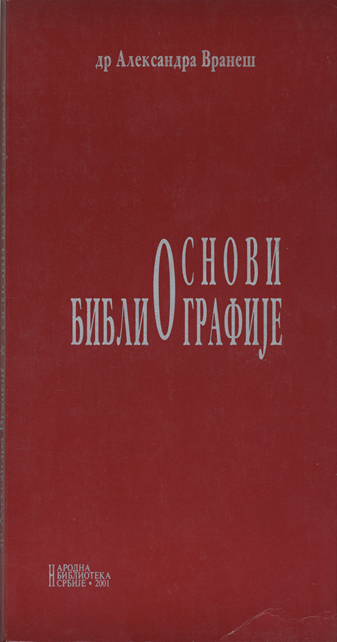 др Александра Вранеш
ОСНОВИ
БИБЛИОГРАФИЈЕ
НАРОДНА
БИБЛИОТЕКА
СРБИЈЕ • 2001